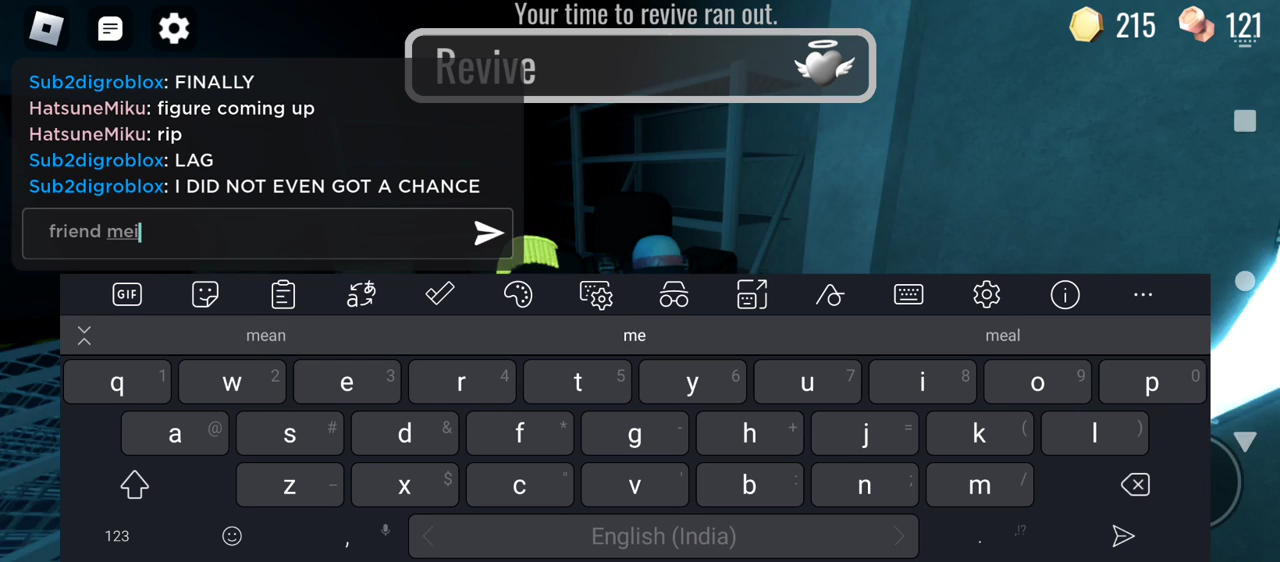 Your time to revive ran out.
215
121
Revive
Sub2digroblox: FINALLY
HatsuneMiku: figure coming up
HatsuneMiku: rip
Sub2digroblox: LAG
Sub2digroblox: I DID NOT EVEN GOT A CHANCE
friend mei
GIF
mean me meal
q 1 w 2 e 3 r 4 t 5 y 6 u 7 i 8 o 9 p 0
a @ s # d & f * g - h + j = k ( l )
z _ x $ c " v ' b : n ; m /
123 , English (India) . ,!?